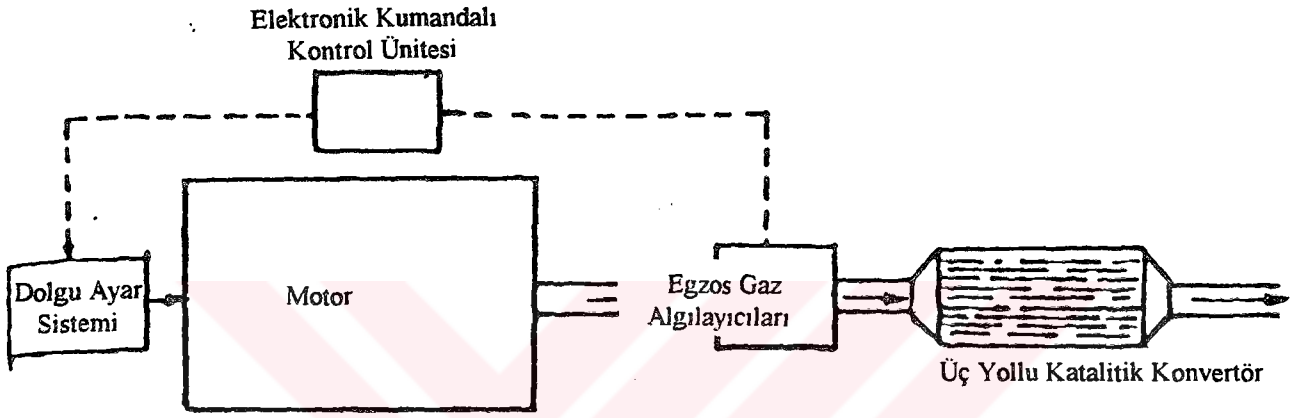 Elektronik Kumandalı
Kontrol Ünitesi
Dolgu Ayar
Sistemi
Motor
Egzos Gaz
Algılayıcıları
Üç Yollu Katalitik Konvertör